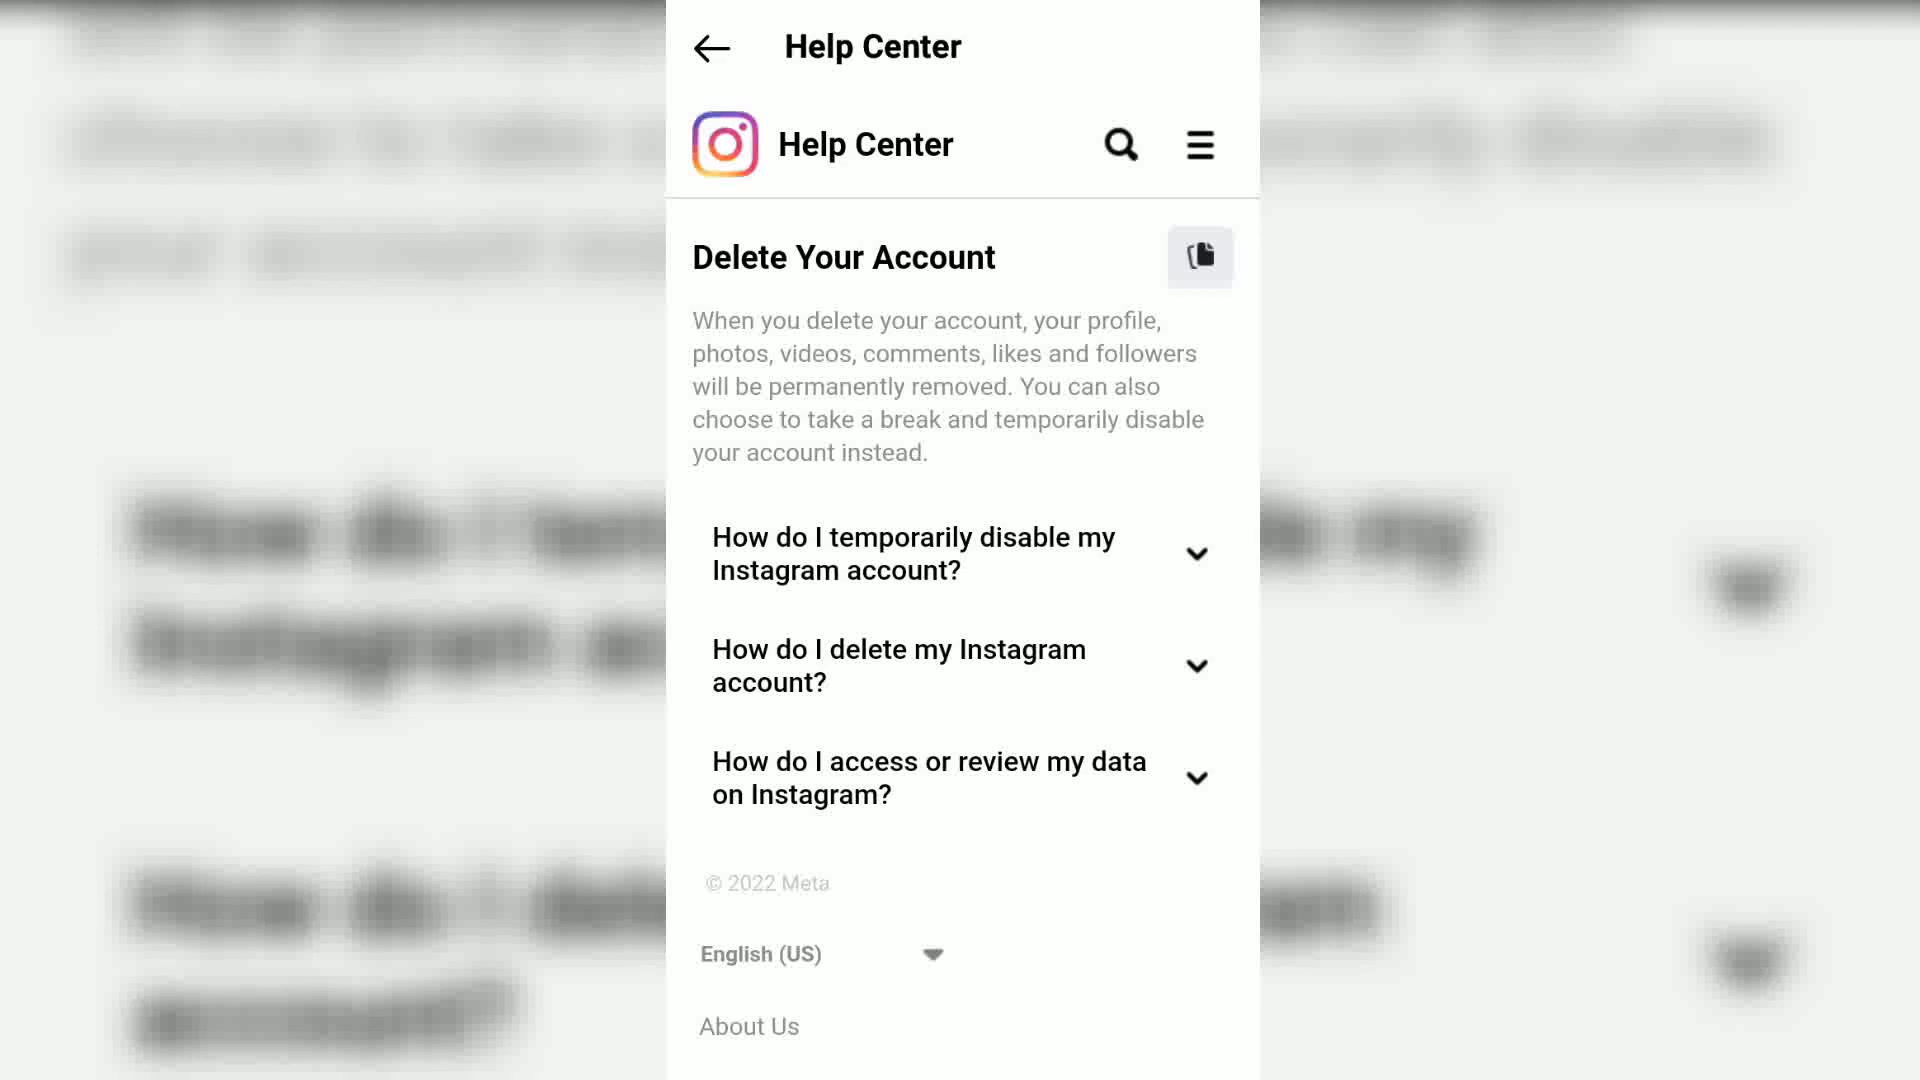 Help Center
Help Center
Delete Your Account
When you delete your account, your profile,
photos, videos, comments, likes and followers
will be permanently removed. You can also
choose to take a break and temporarily disable
your account instead.
How do I temporarily disable my
Instagram account?
How do I delete my Instagram
account?
How do I access or review my data
on Instagram?
© 2022 Meta
English (US)
About Us